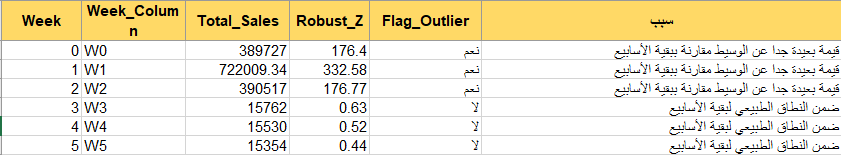 Week Week_Column Total_Sales Robust_Z Flag_Outlier سبب
0 W0 389727 176.4 نعم قيمة بعيدة جدا عن الوسيط مقارنة ببقية الأسابيع
1 W1 722009.34 332.58 نعم قيمة بعيدة جدا عن الوسيط مقارنة ببقية الأسابيع
2 W2 390517 176.77 نعم قيمة بعيدة جدا عن الوسيط مقارنة ببقية الأسابيع
3 W3 15762 0.63 لا ضمن النطاق الطبيعي لبقية الأسابيع
4 W4 15530 0.52 لا ضمن النطاق الطبيعي لبقية الأسابيع
5 W5 15354 0.44 لا ضمن النطاق الطبيعي لبقية الأسابيع